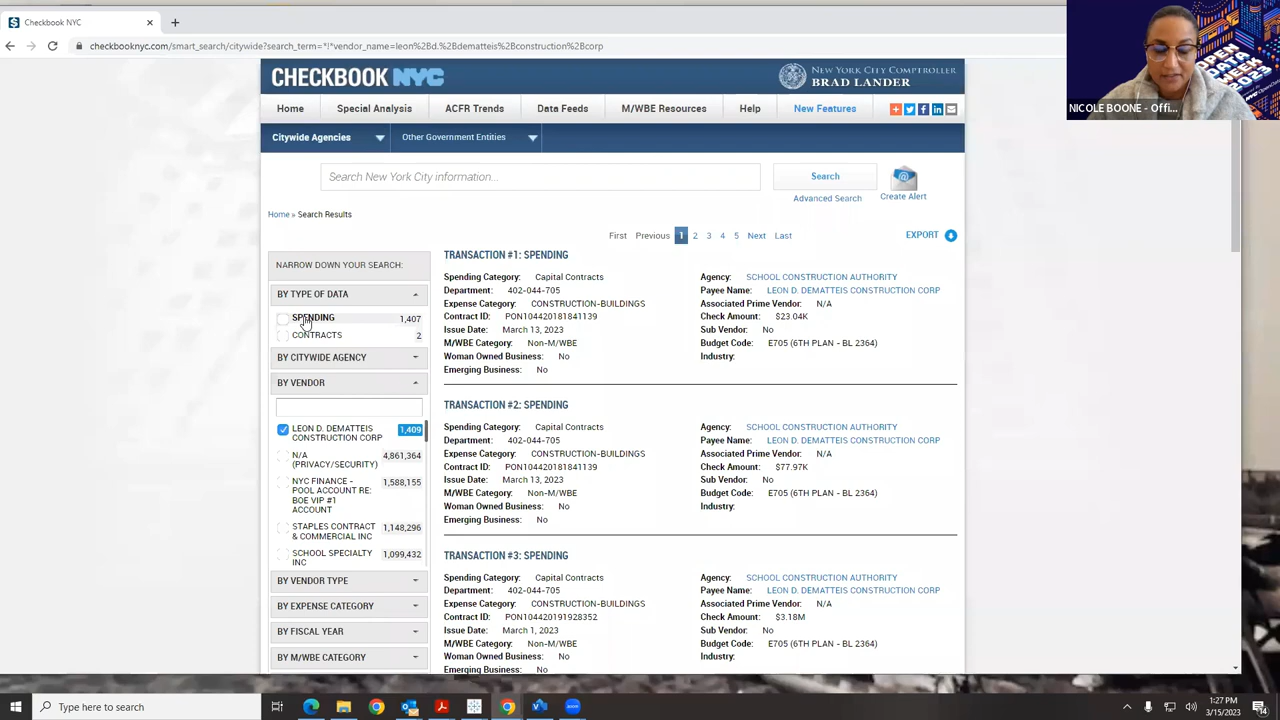 Checkbook NYC
checkbooknyc.com/smart_search/citywide?search_term=*!*vendor_name=leon%2Bd.%2Bdematteis%2Bconstruction%2Bcorp
OPEN DATA WEEK 2023
NICOLE BOONE - Offi...
CHECKBOOK NYC
NEW YORK CITY COMPTROLLER
BRAD LANDER
Home Special Analysis ACFR Trends Data Feeds M/WBE Resources Help New Features
Citywide Agencies Other Government Entities
Search New York City information...
Search
Advanced Search
Create Alert
Home » Search Results
First Previous 1 2 3 4 5 Next Last
EXPORT
NARROW DOWN YOUR SEARCH:
BY TYPE OF DATA
SPENDING 1,407
CONTRACTS 2
BY CITYWIDE AGENCY
BY VENDOR
LEON D. DEMATTEIS
CONSTRUCTION CORP 1,409
N/A
(PRIVACY/SECURITY) 4,861,364
NYC FINANCE - 1,588,155
POOL ACCOUNT RE:
BOE VIP #1
ACCOUNT
STAPLES CONTRACT
& COMMERCIAL INC 1,148,296
SCHOOL SPECIALTY
INC 1,099,432
BY VENDOR TYPE
BY EXPENSE CATEGORY
BY FISCAL YEAR
BY M/WBE CATEGORY
TRANSACTION #1: SPENDING
Spending Category: Capital Contracts
Department: 402-044-705
Expense Category: CONSTRUCTION-BUILDINGS
Contract ID: PON104420181841139
Issue Date: March 13, 2023
M/WBE Category: Non-M/WBE
Woman Owned Business: No
Emerging Business: No
Agency: SCHOOL CONSTRUCTION AUTHORITY
Payee Name: LEON D. DEMATTEIS CONSTRUCTION CORP
Associated Prime Vendor: N/A
Check Amount: $23.04K
Sub Vendor: No
Budget Code: E705 (6TH PLAN - BL 2364)
Industry:
TRANSACTION #2: SPENDING
Spending Category: Capital Contracts
Department: 402-044-705
Expense Category: CONSTRUCTION-BUILDINGS
Contract ID: PON104420181841139
Issue Date: March 13, 2023
M/WBE Category: Non-M/WBE
Woman Owned Business: No
Emerging Business: No
Agency: SCHOOL CONSTRUCTION AUTHORITY
Payee Name: LEON D. DEMATTEIS CONSTRUCTION CORP
Associated Prime Vendor: N/A
Check Amount: $77.97K
Sub Vendor: No
Budget Code: E705 (6TH PLAN - BL 2364)
Industry:
TRANSACTION #3: SPENDING
Spending Category: Capital Contracts
Department: 402-044-705
Expense Category: CONSTRUCTION-BUILDINGS
Contract ID: PON104420191928352
Issue Date: March 1, 2023
M/WBE Category: Non-M/WBE
Woman Owned Business: No
Emerging Business: No
Agency: SCHOOL CONSTRUCTION AUTHORITY
Payee Name: LEON D. DEMATTEIS CONSTRUCTION CORP
Associated Prime Vendor: N/A
Check Amount: $3.18M
Sub Vendor: No
Budget Code: E705 (6TH PLAN - BL 2364)
Industry:
Type here to search
1:27 PM
3/15/2023
14